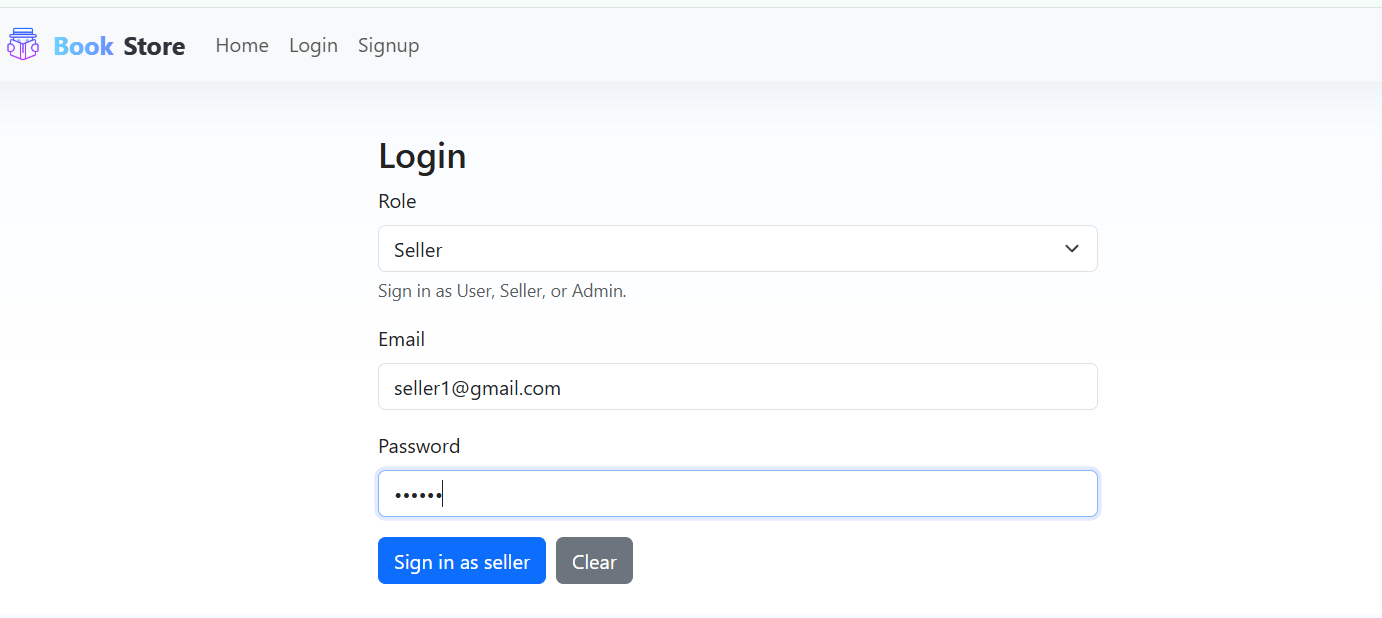 Book Store Home Login Signup
Login
Role
Seller
Sign in as User, Seller, or Admin.
Email
seller1@gmail.com
Password
••••••
Sign in as seller Clear